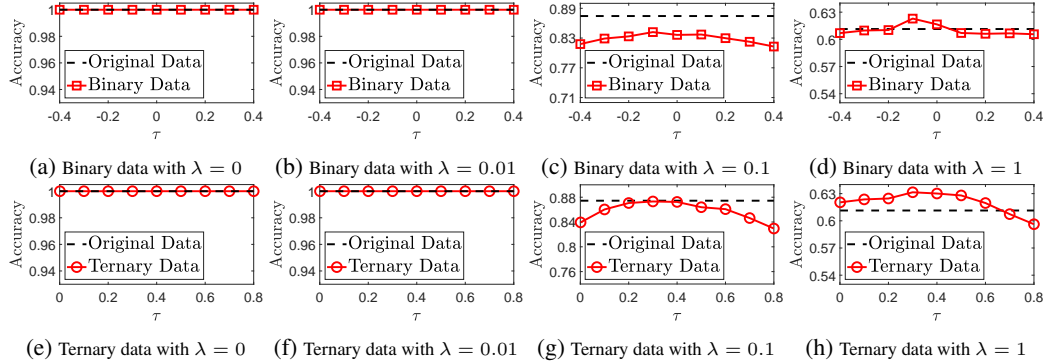 1
0.98
0.96
0.94
Accuracy
Original Data
Binary Data
-0.4 -0.2 0 0.2 0.4
τ
(a) Binary data with λ = 0
1
0.98
0.96
0.94
Accuracy
Original Data
Binary Data
-0.4 -0.2 0 0.2 0.4
τ
(b) Binary data with λ = 0.01
0.89
0.83
0.77
0.71
Accuracy
Original Data
Binary Data
-0.4 -0.2 0 0.2 0.4
τ
(c) Binary data with λ = 0.1
0.63
0.6
0.57
0.54
Accuracy
Original Data
Binary Data
-0.4 -0.2 0 0.2 0.4
τ
(d) Binary data with λ = 1
1
0.98
0.96
0.94
Accuracy
Original Data
Ternary Data
0 0.2 0.4 0.6 0.8
τ
(e) Ternary data with λ = 0
1
0.98
0.96
0.94
Accuracy
Original Data
Ternary Data
0 0.2 0.4 0.6 0.8
τ
(f) Ternary data with λ = 0.01
0.88
0.84
0.8
0.76
Accuracy
Original Data
Ternary Data
0 0.2 0.4 0.6 0.8
τ
(g) Ternary data with λ = 0.1
0.63
0.6
0.57
0.54
Accuracy
Original Data
Ternary Data
0 0.2 0.4 0.6 0.8
τ
(h) Ternary data with λ = 1